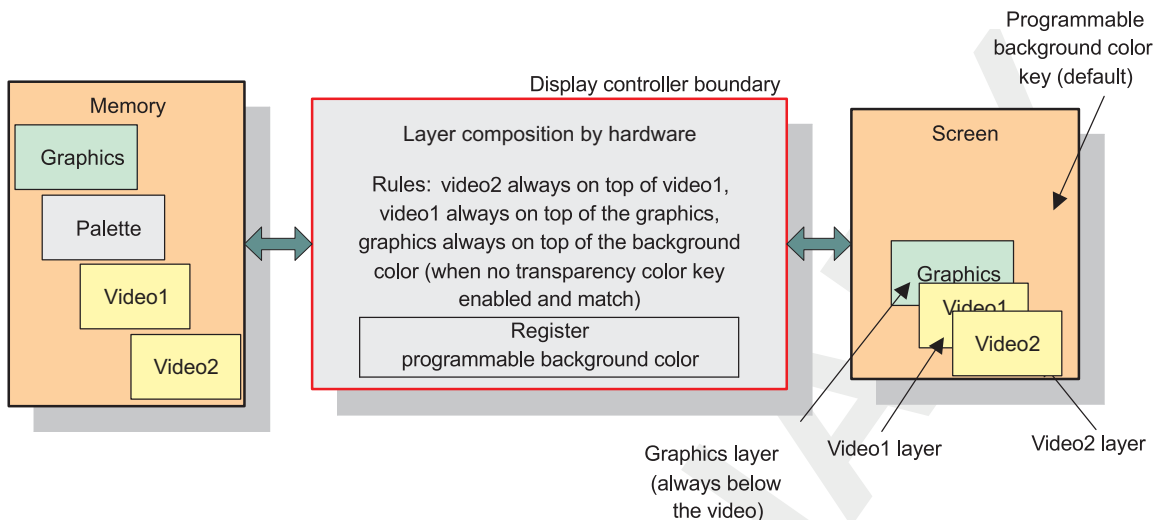 Programmable
background color
key (default)
Display controller boundary
Memory
Graphics
Palette
Video1
Video2
Layer composition by hardware
Rules: video2 always on top of video1,
video1 always on top of the graphics,
graphics always on top of the background
color (when no transparency color key
enabled and match)
Register
programmable background color
Screen
Graphics
Video1
Video2
Graphics layer
(always below
the video)
Video1 layer
Video2 layer